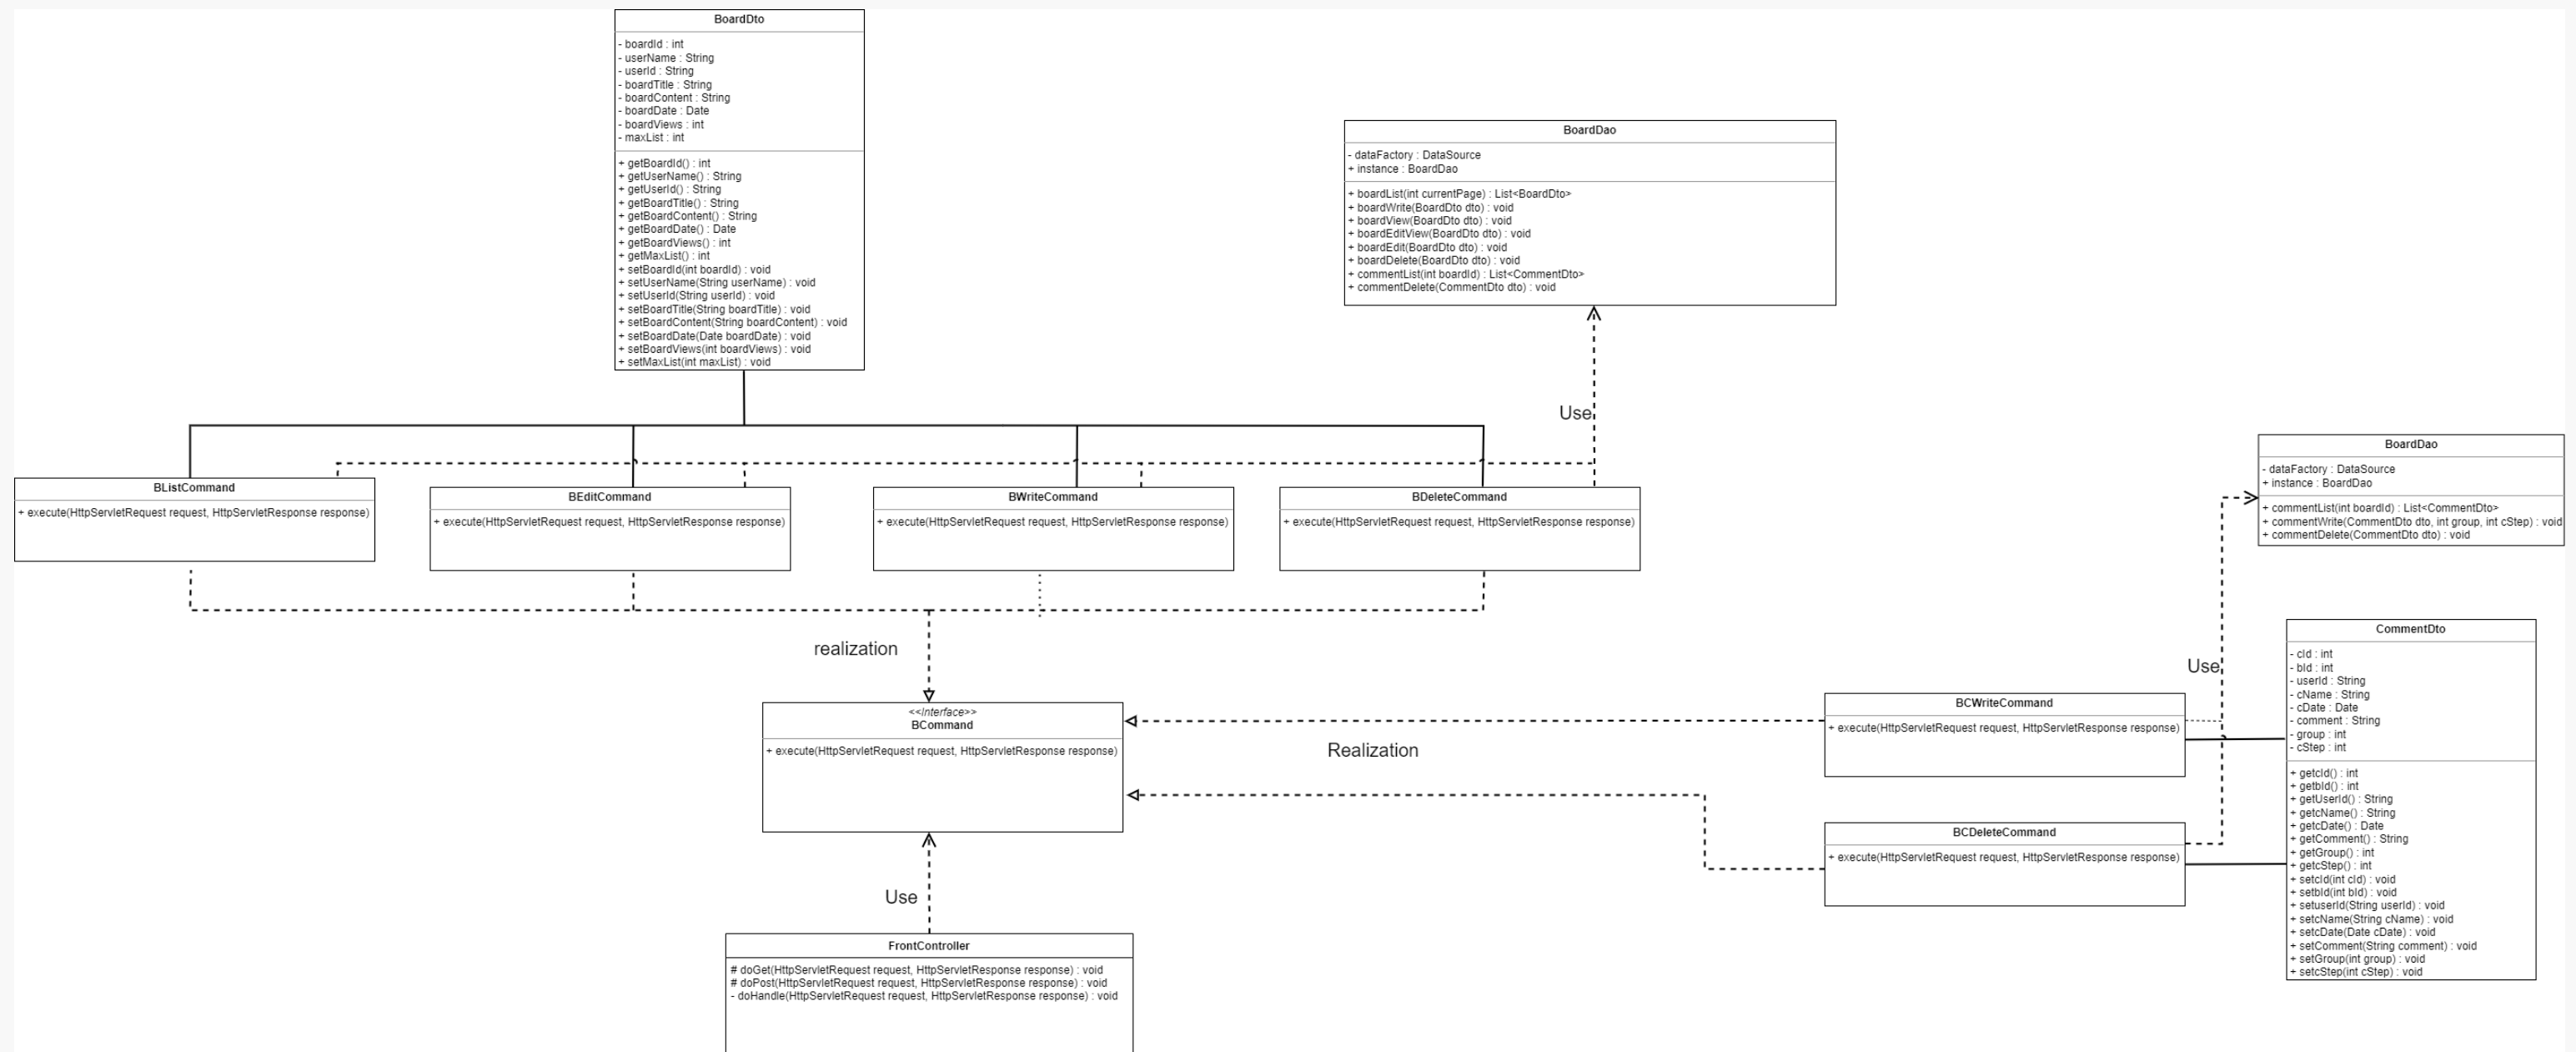 BoardDto
- boardId : int
- userName : String
- userId : String
- boardTitle : String
- boardContent : String
- boardDate : Date
- boardViews : int
- maxList : int
+ getBoardId() : int
+ getUserName() : String
+ getUserId() : String
+ getBoardTitle() : String
+ getBoardContent() : String
+ getBoardDate() : Date
+ getBoardViews() : int
+ getMaxList() : int
+ setBoardId(int boardId) : void
+ setUserName(String userName) : void
+ setUserId(String userId) : void
+ setBoardTitle(String boardTitle) : void
+ setBoardContent(String boardContent) : void
+ setBoardDate(Date boardDate) : void
+ setBoardViews(int boardViews) : void
+ setMaxList(int maxList) : void
BoardDao
- dataFactory : DataSource
+ instance : BoardDao
+ boardList(int currentPage) : List<BoardDto>
+ boardWrite(BoardDto dto) : void
+ boardView(BoardDto dto) : void
+ boardEditView(BoardDto dto) : void
+ boardEdit(BoardDto dto) : void
+ boardDelete(BoardDto dto) : void
+ commentList(int boardId) : List<CommentDto>
+ commentDelete(CommentDto dto) : void
Use
BListCommand
+ execute(HttpServletRequest request, HttpServletResponse response)
BEditCommand
+ execute(HttpServletRequest request, HttpServletResponse response)
BWriteCommand
+ execute(HttpServletRequest request, HttpServletResponse response)
BDeleteCommand
+ execute(HttpServletRequest request, HttpServletResponse response)
BoardDao
- dataFactory : DataSource
+ instance : BoardDao
+ commentList(int boardId) : List<CommentDto>
+ commentWrite(CommentDto dto, int group, int cStep) : void
+ commentDelete(CommentDto dto) : void
realization
<<Interface>>
BCommand
+ execute(HttpServletRequest request, HttpServletResponse response)
Realization
Use
BCWriteCommand
+ execute(HttpServletRequest request, HttpServletResponse response)
BCDeleteCommand
+ execute(HttpServletRequest request, HttpServletResponse response)
CommentDto
- cId : int
- bId : int
- userId : String
- cName : String
- cDate : Date
- comment : String
- group : int
- cStep : int
+ getcId() : int
+ getbId() : int
+ getUserId() : String
+ getcName() : String
+ getcDate() : Date
+ getComment() : String
+ getGroup() : int
+ getcStep() : int
+ setcId(int cId) : void
+ setbId(int bId) : void
+ setuserId(String userId) : void
+ setcName(String cName) : void
+ setcDate(Date cDate) : void
+ setComment(String comment) : void
+ setGroup(int group) : void
+ setcStep(int cStep) : void
Use
FrontController
# doGet(HttpServletRequest request, HttpServletResponse response) : void
# doPost(HttpServletRequest request, HttpServletResponse response) : void
- doHandle(HttpServletRequest request, HttpServletResponse response) : void